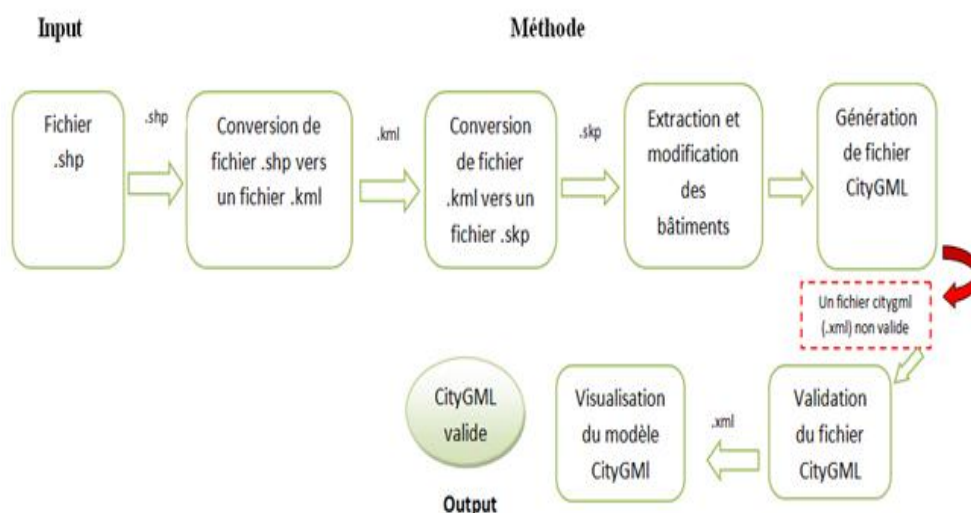 Input
Méthode
Fichier
.shp
.shp
Conversion de
fichier .shp vers
un fichier .kml
.kml
Conversion
de fichier
.kml vers un
fichier .skp
.skp
Extraction et
modification
des
bâtiments
Génération
de fichier
CityGML
Un fichier citygml
(.xml) non valide
Validation
du fichier
CityGML
.xml
Visualisation
du modèle
CityGMl
CityGML
valide
Output